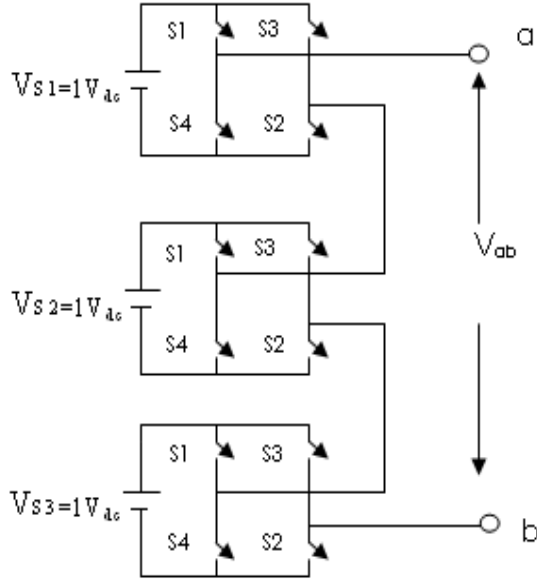 S1 S3
a
VS1=1Vdc
S4 S2
S1 S3
Vab
VS2=1Vdc
S4 S2
S1 S3
VS3=1Vdc
S4 S2
b